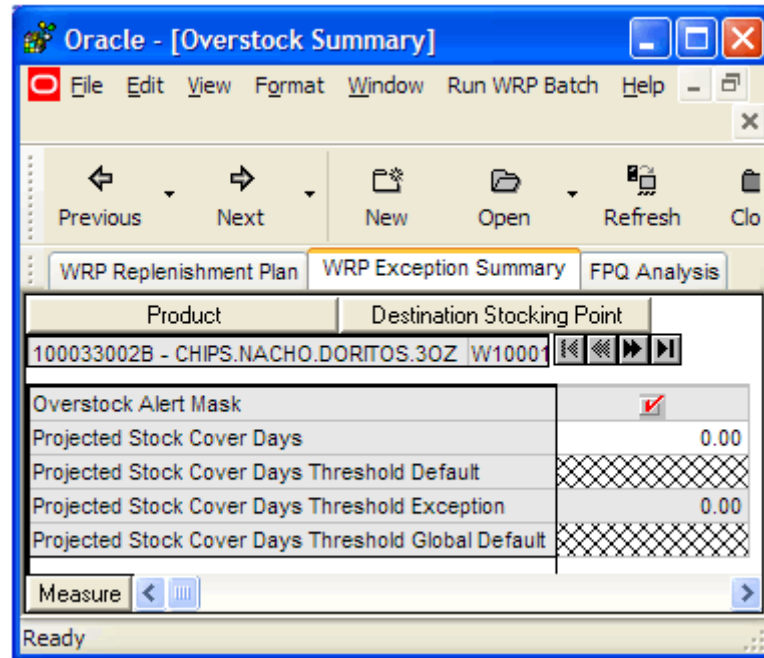 Oracle - [Overstock Summary]
File Edit View Format Window Run WRP Batch Help
Previous Next New Open Refresh Clo
WRP Replenishment Plan WRP Exception Summary FPQ Analysis
Product Destination Stocking Point
100033002B - CHIPS.NACHO.DORITOS.3OZ W10001
Overstock Alert Mask
Projected Stock Cover Days 0.00
Projected Stock Cover Days Threshold Default
Projected Stock Cover Days Threshold Exception 0.00
Projected Stock Cover Days Threshold Global Default
Measure
Ready